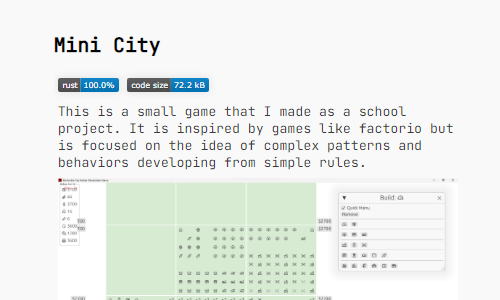 Mini City
rust 100.0% code size 72.2 kB
This is a small game that I made as a school
project. It is inspired by games like factorio but
is focused on the idea of complex patterns and
behaviors developing from simple rules.
Build:
Quick Menu
Remove